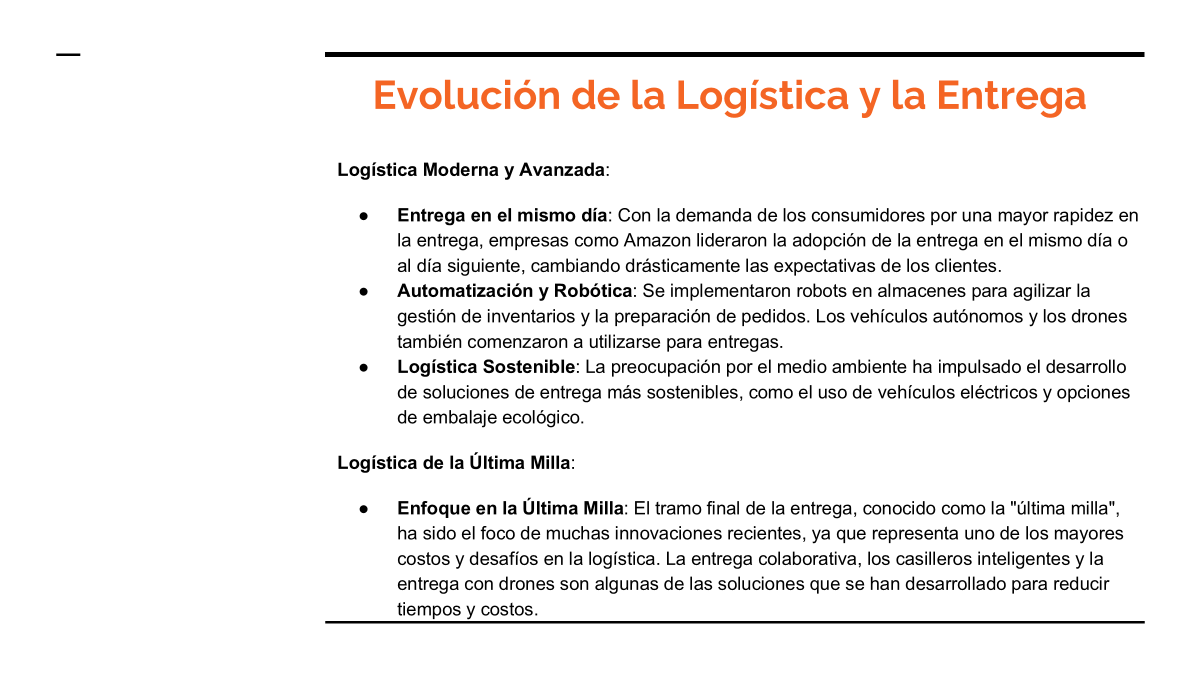 Evolución de la Logística y la Entrega
Logística Moderna y Avanzada:
● Entrega en el mismo día: Con la demanda de los consumidores por una mayor rapidez en
la entrega, empresas como Amazon lideraron la adopción de la entrega en el mismo día o
al día siguiente, cambiando drásticamente las expectativas de los clientes.
● Automatización y Robótica: Se implementaron robots en almacenes para agilizar la
gestión de inventarios y la preparación de pedidos. Los vehículos autónomos y los drones
también comenzaron a utilizarse para entregas.
● Logística Sostenible: La preocupación por el medio ambiente ha impulsado el desarrollo
de soluciones de entrega más sostenibles, como el uso de vehículos eléctricos y opciones
de embalaje ecológico.
Logística de la Última Milla:
● Enfoque en la Última Milla: El tramo final de la entrega, conocido como la "última milla",
ha sido el foco de muchas innovaciones recientes, ya que representa uno de los mayores
costos y desafíos en la logística. La entrega colaborativa, los casilleros inteligentes y la
entrega con drones son algunas de las soluciones que se han desarrollado para reducir
tiempos y costos.